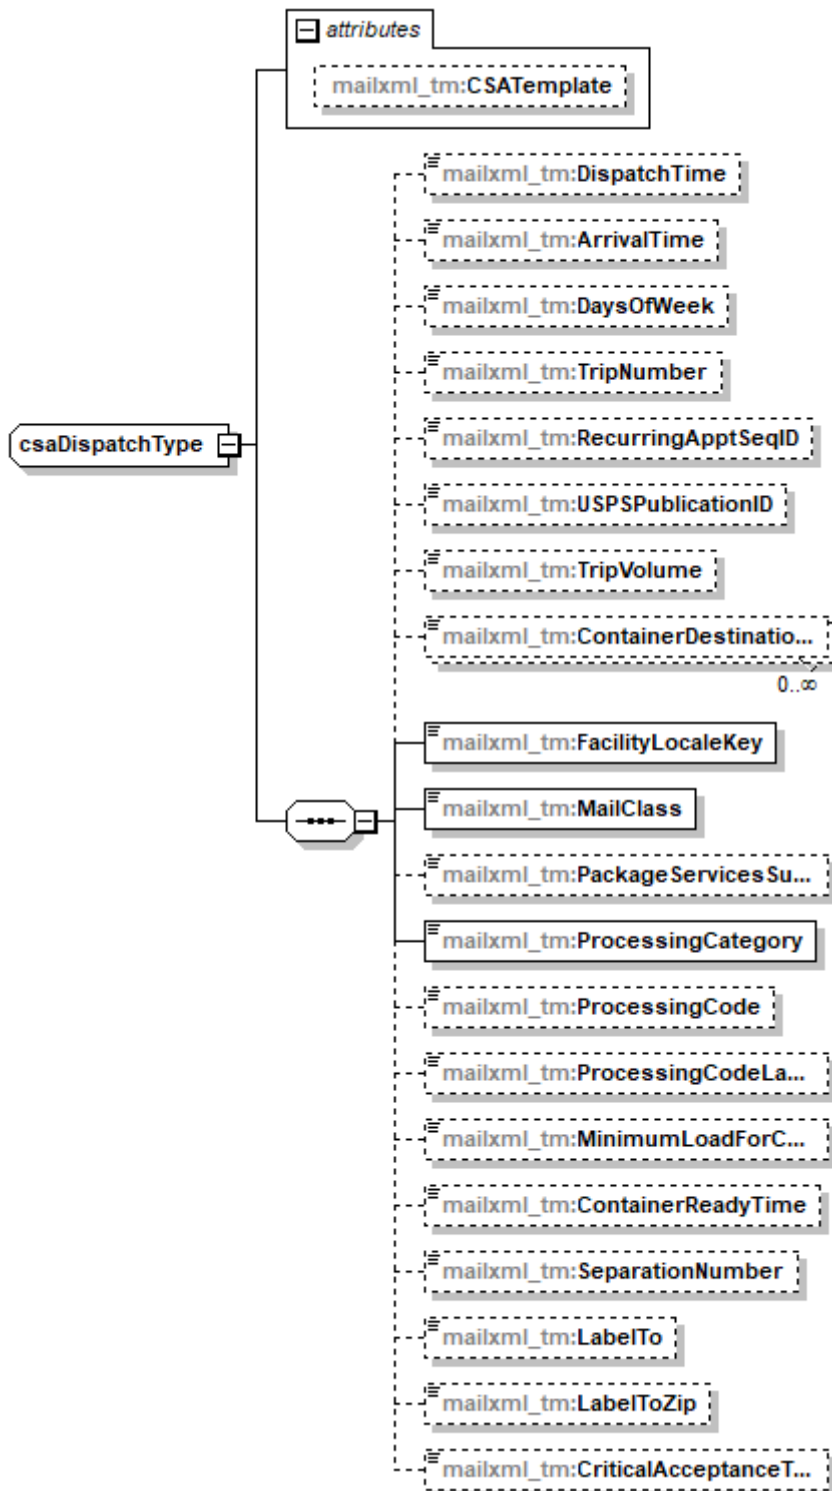 attributes
mailxml_tm:CSATemplate
mailxml_tm:DispatchTime
mailxml_tm:ArrivalTime
mailxml_tm:DaysOfWeek
mailxml_tm:TripNumber
csaDispatchType
mailxml_tm:RecurringApptSeqID
mailxml_tm:USPSPublicationID
mailxml_tm:TripVolume
mailxml_tm:ContainerDestinatio...
0..∞
mailxml_tm:FacilityLocaleKey
mailxml_tm:MailClass
mailxml_tm:PackageServicesSu...
mailxml_tm:ProcessingCategory
mailxml_tm:ProcessingCode
mailxml_tm:ProcessingCodeLa...
mailxml_tm:MinimumLoadForC...
mailxml_tm:ContainerReadyTime
mailxml_tm:SeparationNumber
mailxml_tm:LabelTo
mailxml_tm:LabelToZip
mailxml_tm:CriticalAcceptanceT...